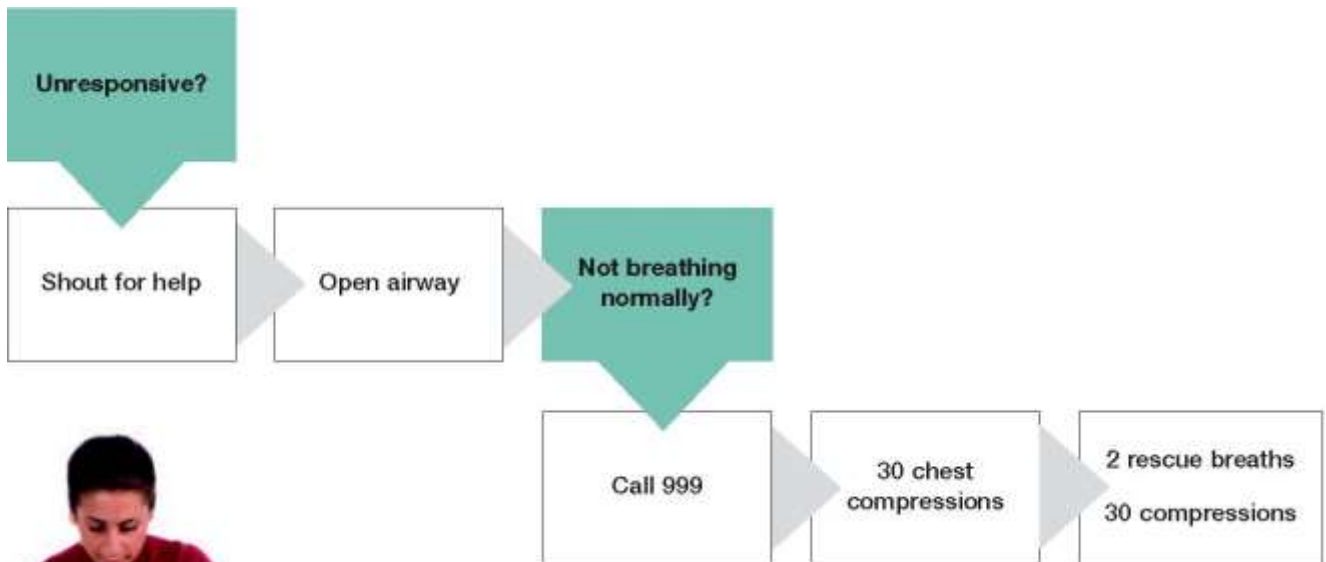 Unresponsive?
Shout for help
Open airway
Not breathing
normally?
Call 999
30 chest
compressions
2 rescue breaths
30 compressions